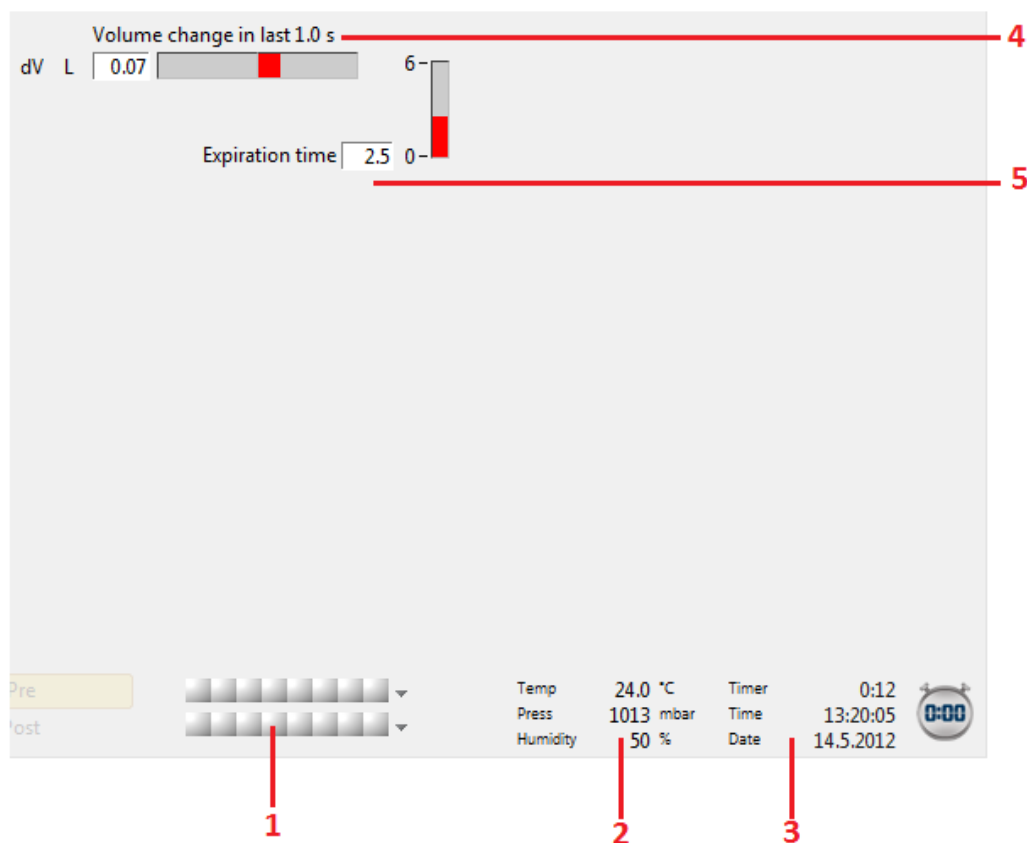 Volume change in last 1.0 s
4
dV L 0.07
6
Expiration time 2.5 0
5
Pre
Post
Temp 24.0 °C Timer 0:12
Press 1013 mbar Time 13:20:05
Humidity 50 % Date 14.5.2012
0:00
1
2
3